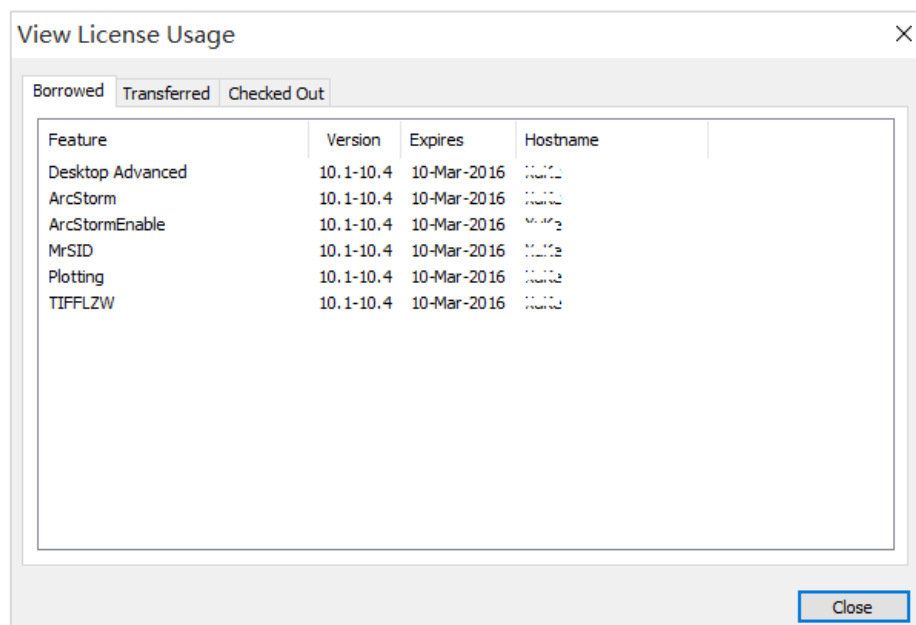 View License Usage
Borrowed Transferred Checked Out
Feature Version Expires Hostname
Desktop Advanced 10.1-10.4 10-Mar-2016
ArcStorm 10.1-10.4 10-Mar-2016
ArcStormEnable 10.1-10.4 10-Mar-2016
MrSID 10.1-10.4 10-Mar-2016
Plotting 10.1-10.4 10-Mar-2016
TIFFLZW 10.1-10.4 10-Mar-2016
Close